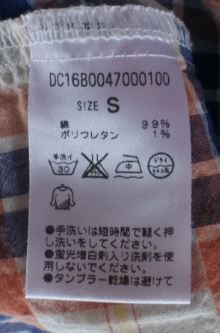 DC16B0047000100
SIZE S
綿 99%
ポリウレタン 1%
手洗イ
30
中
ドライ
●手洗いは短時間で軽く押
し洗いをしてください。
●蛍光増白剤入り洗剤を使
用しないでください。
●タンブラー乾燥は避けて